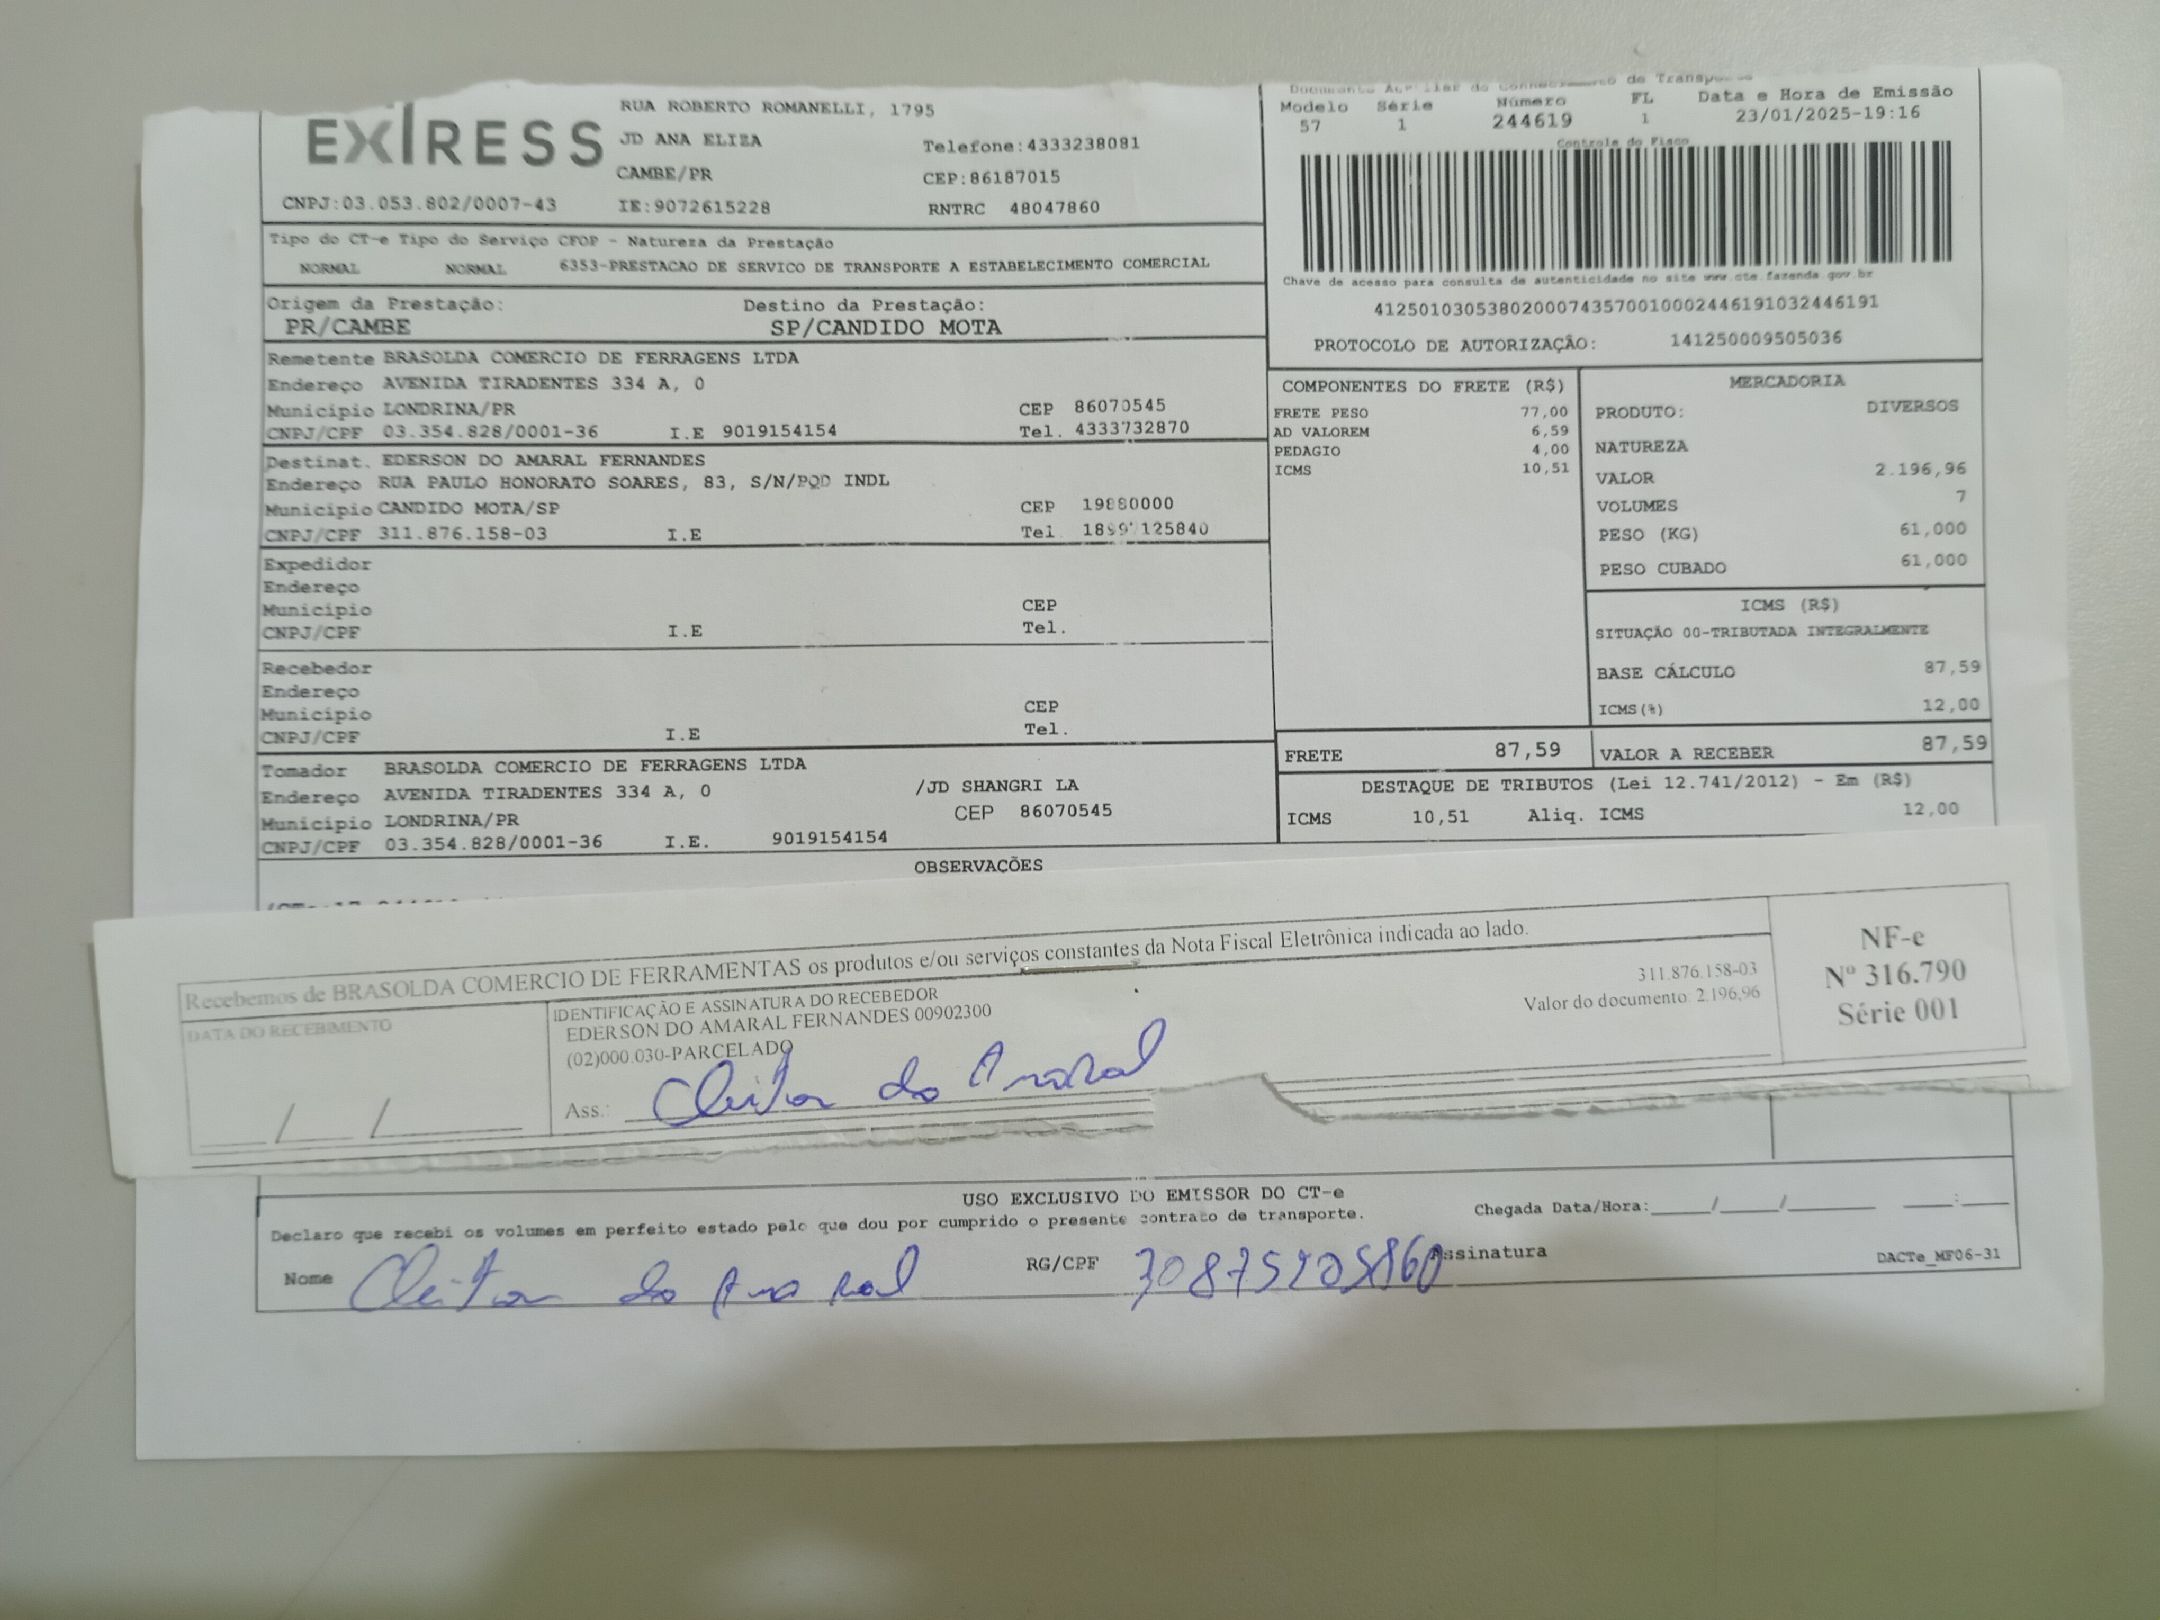 EXPRESS
RUA ROBERTO ROMANELLI, 1795
JD ANA ELIZA
Telefone:4333238081
CAMBE/PR
CEP:86187015
CNPJ:03.053.802/0007-43
IE:9072615228
RNTRC 48047860
Modelo Série Número FL Data e Hora de Emissão
57 1 244619 1 23/01/2025-19:16
Controle do Fisco
Chave de acesso para consulta de autenticidade no site www.cte.fazenda.gov.br
41250103053802000743570010002446191032446191
PROTOCOLO DE AUTORIZAÇÃO: 141250009505036
Tipo do CT-e Tipo do Serviço CFOP - Natureza da Prestação
NORMAL NORMAL 6353-PRESTACAO DE SERVICO DE TRANSPORTE A ESTABELECIMENTO COMERCIAL
Origem da Prestação: Destino da Prestação:
PR/CAMBE SP/CANDIDO MOTA
Remetente BRASOLDA COMERCIO DE FERRAGENS LTDA
Endereço AVENIDA TIRADENTES 334 A, 0
Município LONDRINA/PR CEP 86070545
CNPJ/CPF 03.354.828/0001-36 I.E 9019154154 Tel. 4333732870
Destinat. EDERSON DO AMARAL FERNANDES
Endereço RUA PAULO HONORATO SOARES, 83, S/N/PQD INDL
Município CANDIDO MOTA/SP CEP 19880000
CNPJ/CPF 311.876.158-03 I.E Tel
Expedidor
Endereço
Município CEP
CNPJ/CPF I.E Tel.
Recebedor
Endereço
Município CEP
CNPJ/CPF I.E Tel.
Tomador BRASOLDA COMERCIO DE FERRAGENS LTDA
Endereço AVENIDA TIRADENTES 334 A, 0 /JD SHANGRI LA
Município LONDRINA/PR CEP 86070545
CNPJ/CPF 03.354.828/0001-36 I.E. 9019154154
COMPONENTES DO FRETE (R$)
FRETE PESO 77,00
AD VALOREM 6,59
PEDAGIO 4,00
ICMS 10,51
MERCADORIA
PRODUTO: DIVERSOS
NATUREZA
VALOR 2.196,96
VOLUMES 7
PESO (KG) 61,000
PESO CUBADO 61,000
ICMS (R$)
SITUAÇÃO 00-TRIBUTADA INTEGRALMENTE
BASE CÁLCULO 87,59
ICMS(%) 12,00
FRETE 87,59 VALOR A RECEBER 87,59
DESTAQUE DE TRIBUTOS (Lei 12.741/2012) - Em (R$)
ICMS 10,51 Aliq. ICMS 12,00
OBSERVAÇÕES
Recebemos de BRASOLDA COMERCIO DE FERRAMENTAS os produtos e/ou serviços constantes da Nota Fiscal Eletrônica indicada ao lado.
DATA DO RECEBIMENTO
IDENTIFICAÇÃO E ASSINATURA DO RECEBEDOR
EDERSON DO AMARAL FERNANDES 00902300
(02)000.030-PARCELADO
311.876.158-03
Valor do documento: 2.196,96
Ass.: Cleiton do Amaral
NF-e
Nº 316.790
Série 001
USO EXCLUSIVO DO EMISSOR DO CT-e
Declaro que recebi os volumes em perfeito estado pelo que dou por cumprido o presente contrato de transporte.
Chegada Data/Hora:
Nome Cleiton do Amaral RG/CPF Assinatura
DACTe_MF06-31